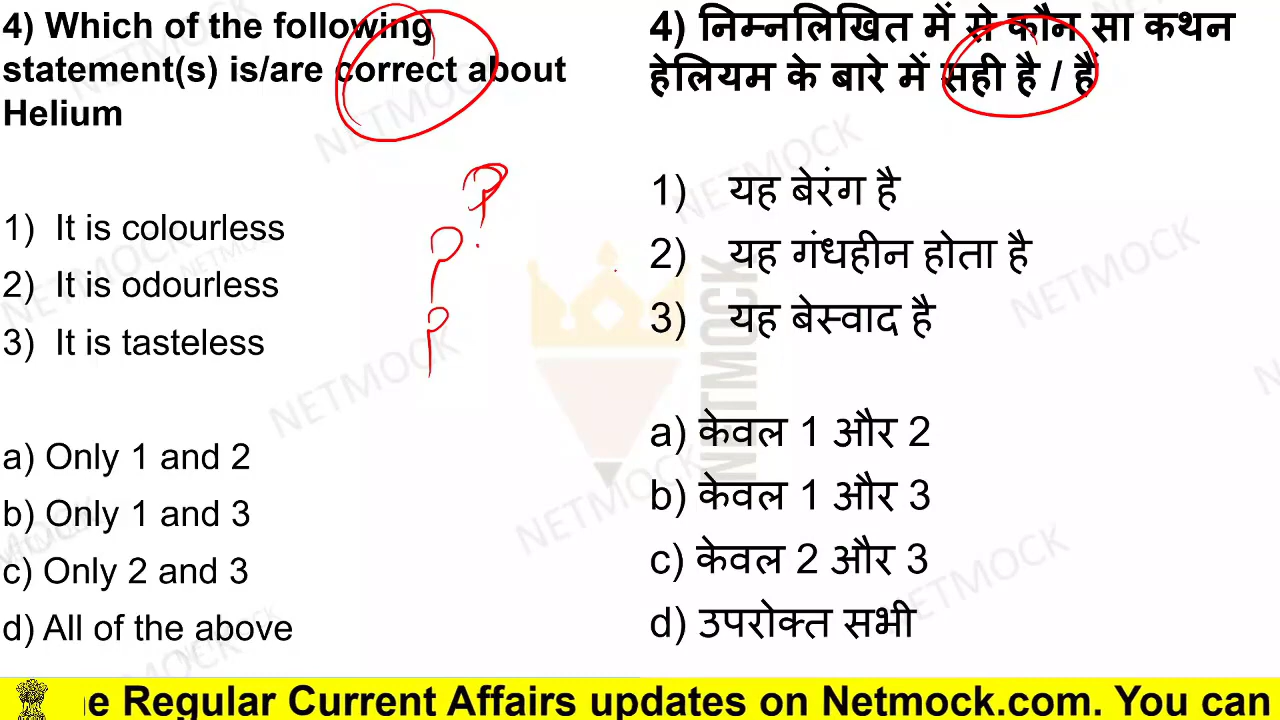 4) Which of the following
statement(s) is/are correct about
Helium
1) It is colourless
2) It is odourless
3) It is tasteless
a) Only 1 and 2
b) Only 1 and 3
c) Only 2 and 3
d) All of the above
4) निम्नलिखित में से कौन सा कथन
हेलियम के बारे में सही है / हैं
1) यह बेरंग है
2) यह गंधहीन होता है
3) यह बेस्वाद है
a) केवल 1 और 2
b) केवल 1 और 3
c) केवल 2 और 3
d) उपरोक्त सभी
NETMOCK
e Regular Current Affairs updates on Netmock.com. You can